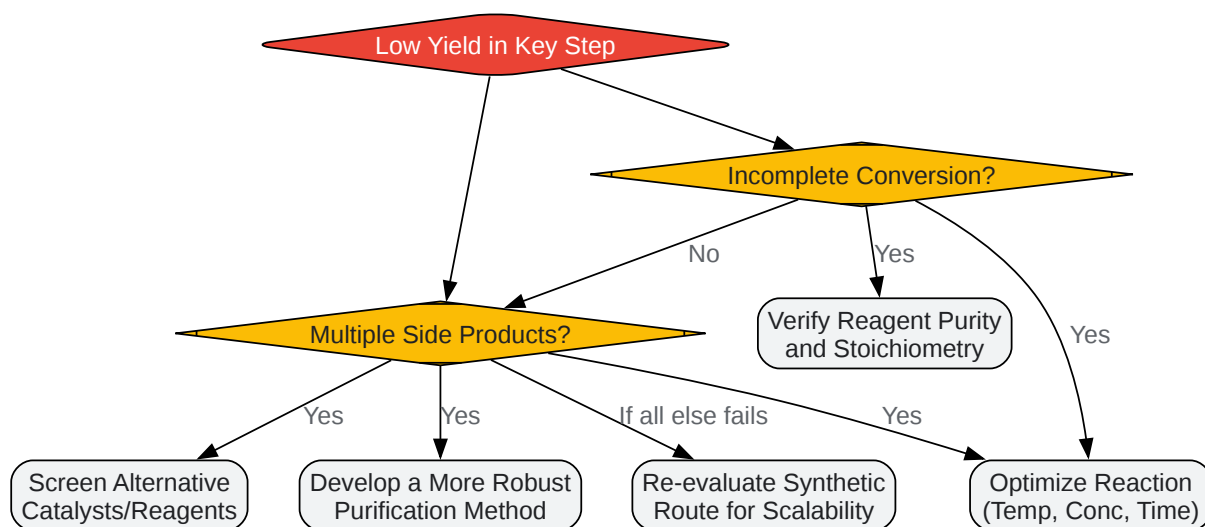 Low Yield in Key Step
Incomplete Conversion?
No
Yes
Yes
Verify Reagent Purity
and Stoichiometry
Multiple Side Products?
Yes
Yes
If all else fails
Yes
Screen Alternative
Catalysts/Reagents
Develop a More Robust
Purification Method
Re-evaluate Synthetic
Route for Scalability
Optimize Reaction
(Temp, Conc, Time)